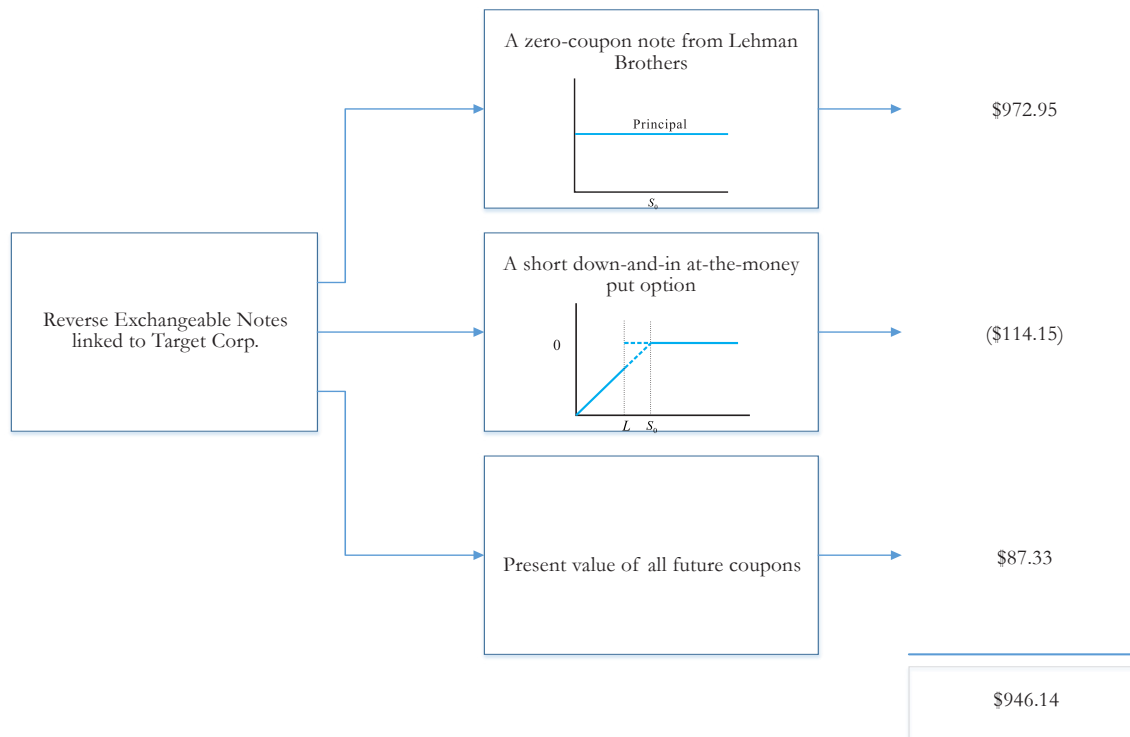 A zero-coupon note from Lehman
Brothers
Principal
S₀
$972.95
Reverse Exchangeable Notes
linked to Target Corp.
A short down-and-in at-the-money
put option
0
L S₀
($114.15)
Present value of all future coupons
$87.33
$946.14